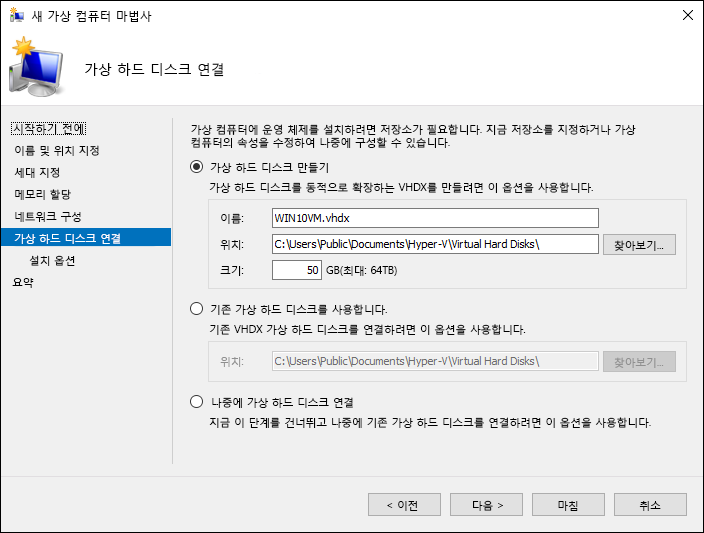 새 가상 컴퓨터 마법사
가상 하드 디스크 연결
시작하기 전에
이름 및 위치 지정
세대 지정
메모리 할당
네트워크 구성
가상 하드 디스크 연결
설치 옵션
요약
가상 컴퓨터에 운영 체제를 설치하려면 저장소가 필요합니다. 지금 저장소를 지정하거나 가상
컴퓨터의 속성을 수정하여 나중에 구성할 수 있습니다.
가상 하드 디스크 만들기
가상 하드 디스크를 동적으로 확장하는 VHDX를 만들려면 이 옵션을 사용합니다.
이름: WIN10VM.vhdx
위치: C:\Users\Public\Documents\Hyper-V\Virtual Hard Disks\ 찾아보기...
크기: 50 GB(최대: 64TB)
기존 가상 하드 디스크를 사용합니다.
기존 VHDX 가상 하드 디스크를 연결하려면 이 옵션을 사용합니다.
위치: C:\Users\Public\Documents\Hyper-V\Virtual Hard Disks\ 찾아보기...
나중에 가상 하드 디스크 연결
지금 이 단계를 건너뛰고 나중에 기존 가상 하드 디스크를 연결하려면 이 옵션을 사용합니다.
< 이전 다음 > 마침 취소